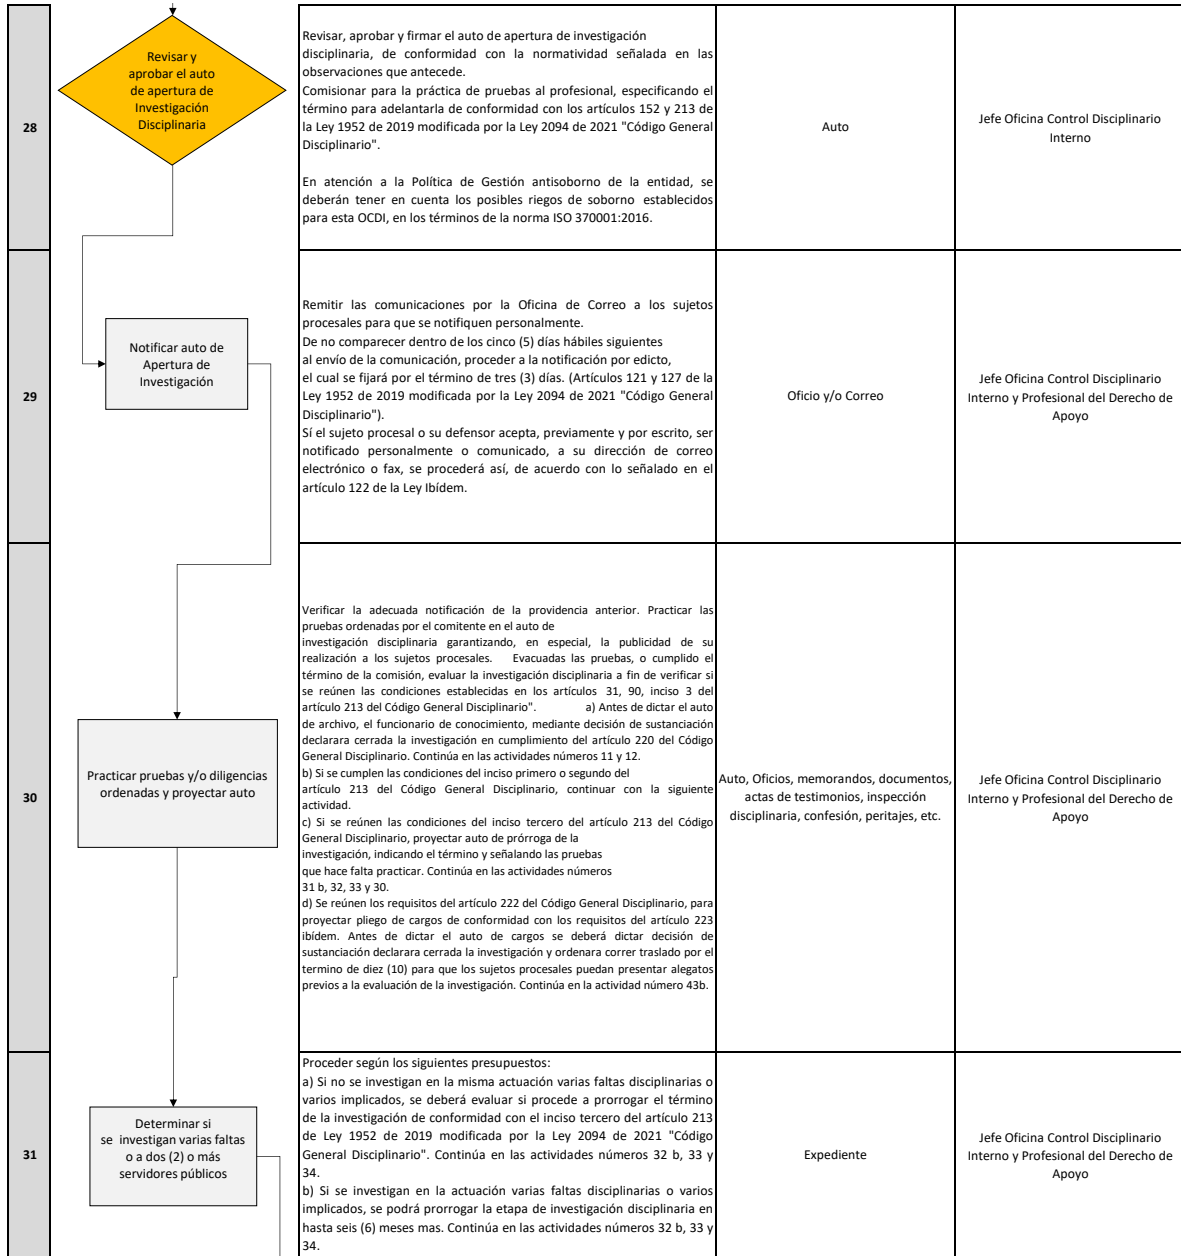 28
Revisar y
aprobar el auto
de apertura de
Investigación
Disciplinaria
Revisar, aprobar y firmar el auto de apertura de investigación
disciplinaria, de conformidad con la normatividad señalada en las
observaciones que antecede.
Comisionar para la práctica de pruebas al profesional, especificando el
término para adelantarla de conformidad con los artículos 152 y 213 de
la Ley 1952 de 2019 modificada por la Ley 2094 de 2021 "Código General
Disciplinario".
En atención a la Política de Gestión antisoborno de la entidad, se
deberán tener en cuenta los posibles riegos de soborno establecidos
para esta OCDI, en los términos de la norma ISO 370001:2016.
Auto
Jefe Oficina Control Disciplinario
Interno
29
Notificar auto de
Apertura de
Investigación
Remitir las comunicaciones por la Oficina de Correo a los sujetos
procesales para que se notifiquen personalmente.
De no comparecer dentro de los cinco (5) días hábiles siguientes
al envío de la comunicación, proceder a la notificación por edicto,
el cual se fijará por el término de tres (3) días. (Artículos 121 y 127 de la
Ley 1952 de 2019 modificada por la Ley 2094 de 2021 "Código General
Disciplinario").
Sí el sujeto procesal o su defensor acepta, previamente y por escrito, ser
notificado personalmente o comunicado, a su dirección de correo
electrónico o fax, se procederá así, de acuerdo con lo señalado en el
artículo 122 de la Ley Ibídem.
Oficio y/o Correo
Jefe Oficina Control Disciplinario
Interno y Profesional del Derecho de
Apoyo
30
Practicar pruebas y/o diligencias
ordenadas y proyectar auto
Verificar la adecuada notificación de la providencia anterior. Practicar las
pruebas ordenadas por el comitente en el auto de
investigación disciplinaria garantizando, en especial, la publicidad de su
realización a los sujetos procesales. Evacuadas las pruebas, o cumplido el
término de la comisión, evaluar la investigación disciplinaria a fin de verificar si
se reúnen las condiciones establecidas en los artículos 31, 90, inciso 3 del
artículo 213 del Código General Disciplinario". a) Antes de dictar el auto
de archivo, el funcionario de conocimiento, mediante decisión de sustanciación
declarara cerrada la investigación en cumplimiento del artículo 220 del Código
General Disciplinario. Continúa en las actividades números 11 y 12.
b) Si se cumplen las condiciones del inciso primero o segundo del
artículo 213 del Código General Disciplinario, continuar con la siguiente
actividad.
c) Si se reúnen las condiciones del inciso tercero del artículo 213 del Código
General Disciplinario, proyectar auto de prórroga de la
investigación, indicando el término y señalando las pruebas
que hace falta practicar. Continúa en las actividades números
31 b, 32, 33 y 30.
d) Se reúnen los requisitos del artículo 222 del Código General Disciplinario, para
proyectar pliego de cargos de conformidad con los requisitos del artículo 223
ibídem. Antes de dictar el auto de cargos se deberá dictar decisión de
sustanciación declarara cerrada la investigación y ordenara correr traslado por el
termino de diez (10) para que los sujetos procesales puedan presentar alegatos
previos a la evaluación de la investigación. Continúa en la actividad número 43b.
Auto, Oficios, memorandos, documentos,
actas de testimonios, inspección
disciplinaria, confesión, peritajes, etc.
Jefe Oficina Control Disciplinario
Interno y Profesional del Derecho de
Apoyo
31
Determinar si
se investigan varias faltas
o a dos (2) o más
servidores públicos
Proceder según los siguientes presupuestos:
a) Si no se investigan en la misma actuación varias faltas disciplinarias o
varios implicados, se deberá evaluar si procede a prorrogar el término
de la investigación de conformidad con el inciso tercero del artículo 213
de Ley 1952 de 2019 modificada por la Ley 2094 de 2021 "Código
General Disciplinario". Continúa en las actividades números 32 b, 33 y
34.
b) Si se investigan en la actuación varias faltas disciplinarias o varios
implicados, se podrá prorrogar la etapa de investigación disciplinaria en
hasta seis (6) meses mas. Continúa en las actividades números 32 b, 33 y
34.
Expediente
Jefe Oficina Control Disciplinario
Interno y Profesional del Derecho de
Apoyo